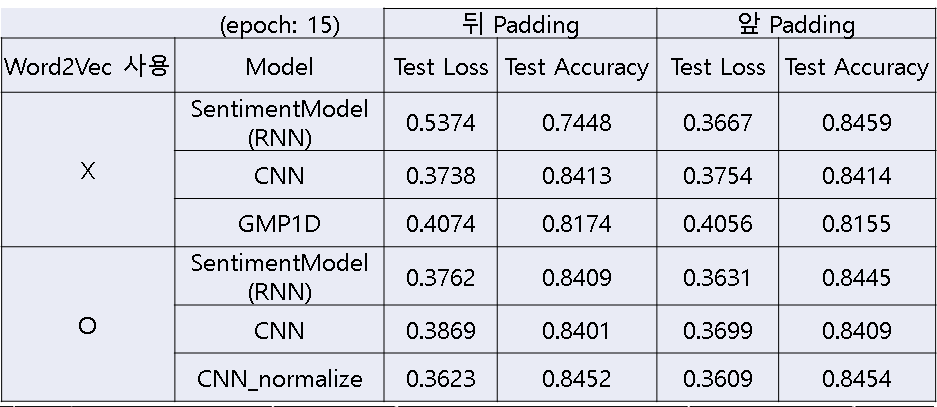 (epoch: 15) 뒤 Padding 앞 Padding
Word2Vec 사용 Model Test Loss Test Accuracy Test Loss Test Accuracy
X
SentimentModel
(RNN) 0.5374 0.7448 0.3667 0.8459
CNN 0.3738 0.8413 0.3754 0.8414
GMP1D 0.4074 0.8174 0.4056 0.8155
O
SentimentModel
(RNN) 0.3762 0.8409 0.3631 0.8445
CNN 0.3869 0.8401 0.3699 0.8409
CNN_normalize 0.3623 0.8452 0.3609 0.8454